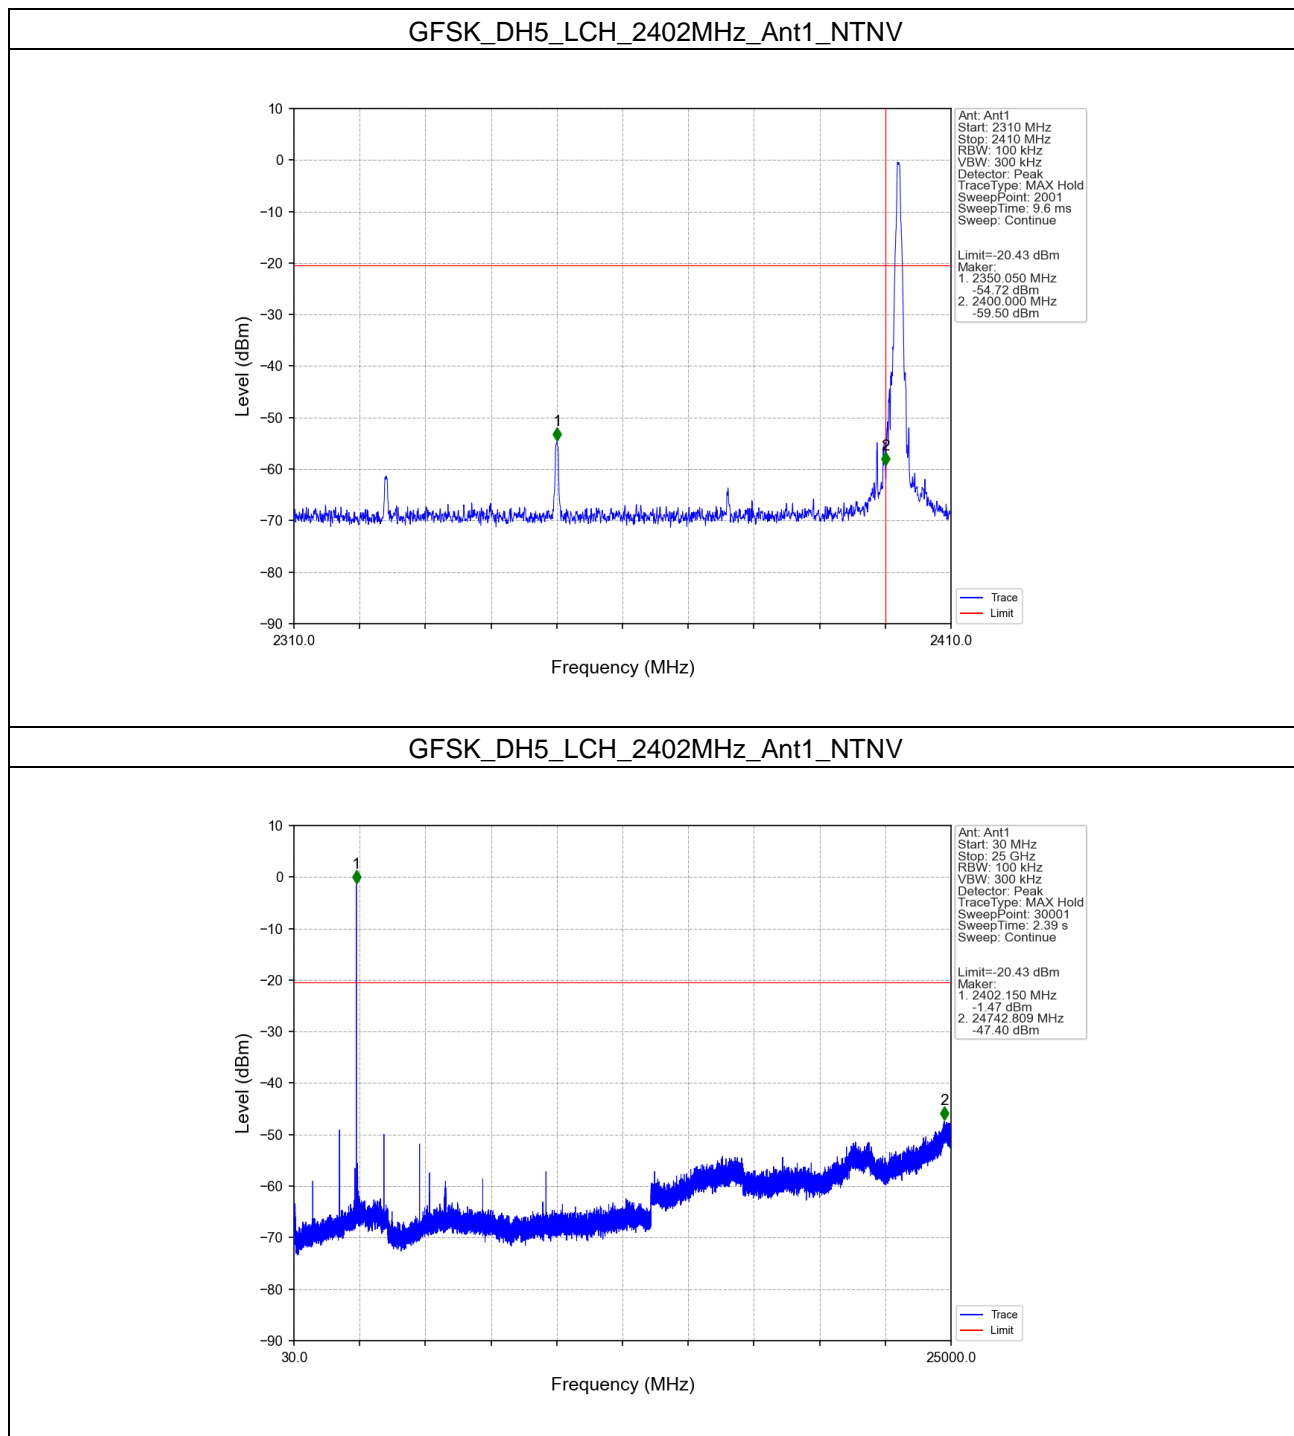 GFSK_DH5_LCH_2402MHz_Ant1_NTNV
10
0
−10
−20
−30
−40
−50
−60
−70
−80
−90
Level (dBm)
2310.0
2410.0
Frequency (MHz)
1
2
Ant: Ant1
Start: 2310 MHz
Stop: 2410 MHz
RBW: 100 kHz
VBW: 300 kHz
Detector: Peak
TraceType: MAX Hold
SweepPoint: 2001
SweepTime: 9.6 ms
Sweep: Continue
Limit=-20.43 dBm
Maker:
1. 2350.050 MHz
-54.72 dBm
2. 2400.000 MHz
-59.50 dBm
Trace
Limit
GFSK_DH5_LCH_2402MHz_Ant1_NTNV
10
0
−10
−20
−30
−40
−50
−60
−70
−80
−90
Level (dBm)
30.0
25000.0
Frequency (MHz)
1
2
Ant: Ant1
Start: 30 MHz
Stop: 25 GHz
RBW: 100 kHz
VBW: 300 kHz
Detector: Peak
TraceType: MAX Hold
SweepPoint: 30001
SweepTime: 2.39 s
Sweep: Continue
Limit=-20.43 dBm
Maker:
1. 2402.150 MHz
-1.47 dBm
2. 24742.809 MHz
-47.40 dBm
Trace
Limit